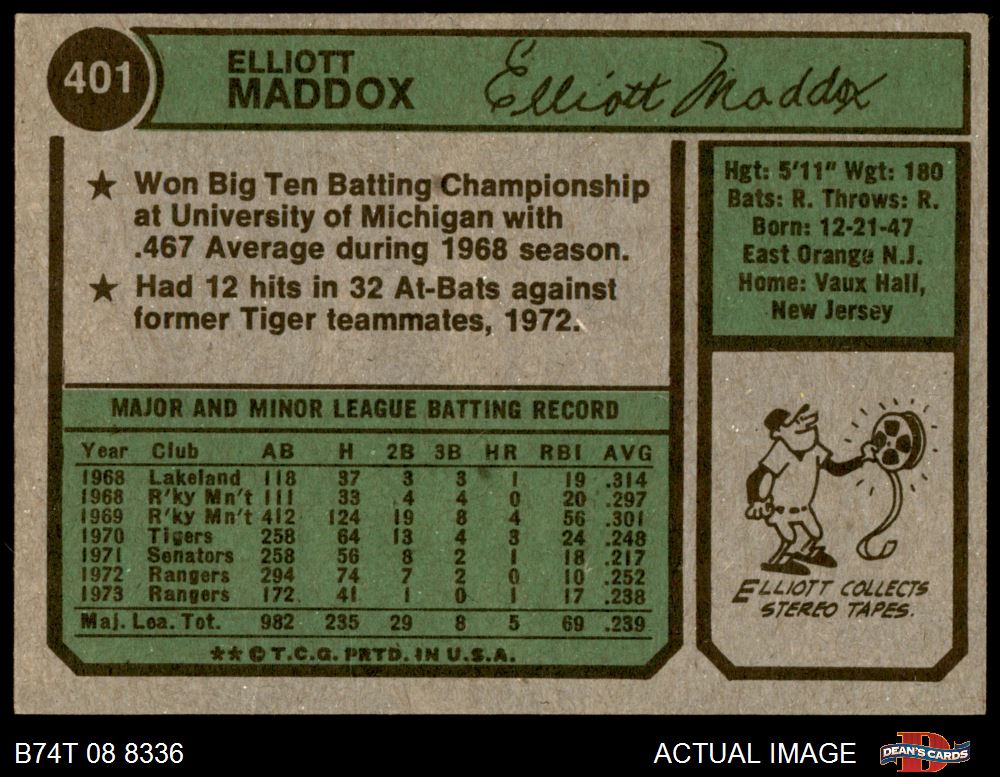 401
ELLIOTT
MADDOX
Elliott Maddox
★ Won Big Ten Batting Championship
at University of Michigan with
.467 Average during 1968 season.
★ Had 12 hits in 32 At-Bats against
former Tiger teammates, 1972.
Hgt: 5'11" Wgt: 180
Bats: R. Throws: R.
Born: 12-21-47
East Orange N.J.
Home: Vaux Hall,
New Jersey
MAJOR AND MINOR LEAGUE BATTING RECORD
Year Club AB H 2B 3B HR RBI AVG
1968 Lakeland 118 37 3 3 1 19 .314
1968 R'ky Mn't 111 33 4 4 0 20 .297
1969 R'ky Mn't 412 124 19 8 4 56 .301
1970 Tigers 258 64 13 4 3 24 .248
1971 Senators 258 56 8 2 1 18 .217
1972 Rangers 294 74 7 2 0 10 .252
1973 Rangers 172 41 1 0 1 17 .238
Maj. Lea. Tot. 982 235 29 8 5 69 .239
★★ © T.C.G. PRTD. IN U.S.A.
ELLIOTT COLLECTS
STEREO TAPES.
B74T 08 8336
ACTUAL IMAGE
DEAN'S CARDS